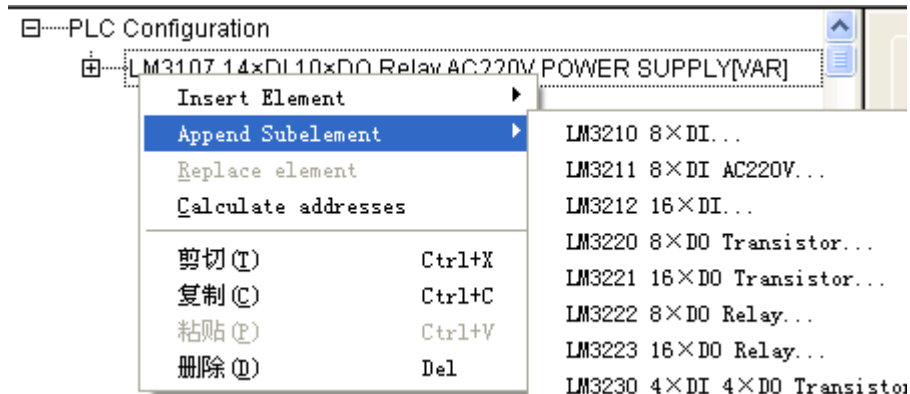 PLC Configuration
LM3107 14×DI 10×DO Relay AC220V POWER SUPPLY[VAR]
Insert Element
Append Subelement
Replace element
Calculate addresses
剪切(T) Ctrl+X
复制(C) Ctrl+C
粘贴(P) Ctrl+V
删除(D) Del
LM3210 8×DI...
LM3211 8×DI AC220V...
LM3212 16×DI...
LM3220 8×DO Transistor...
LM3221 16×DO Transistor...
LM3222 8×DO Relay...
LM3223 16×DO Relay...
LM3230 4×DI 4×DO Transistor